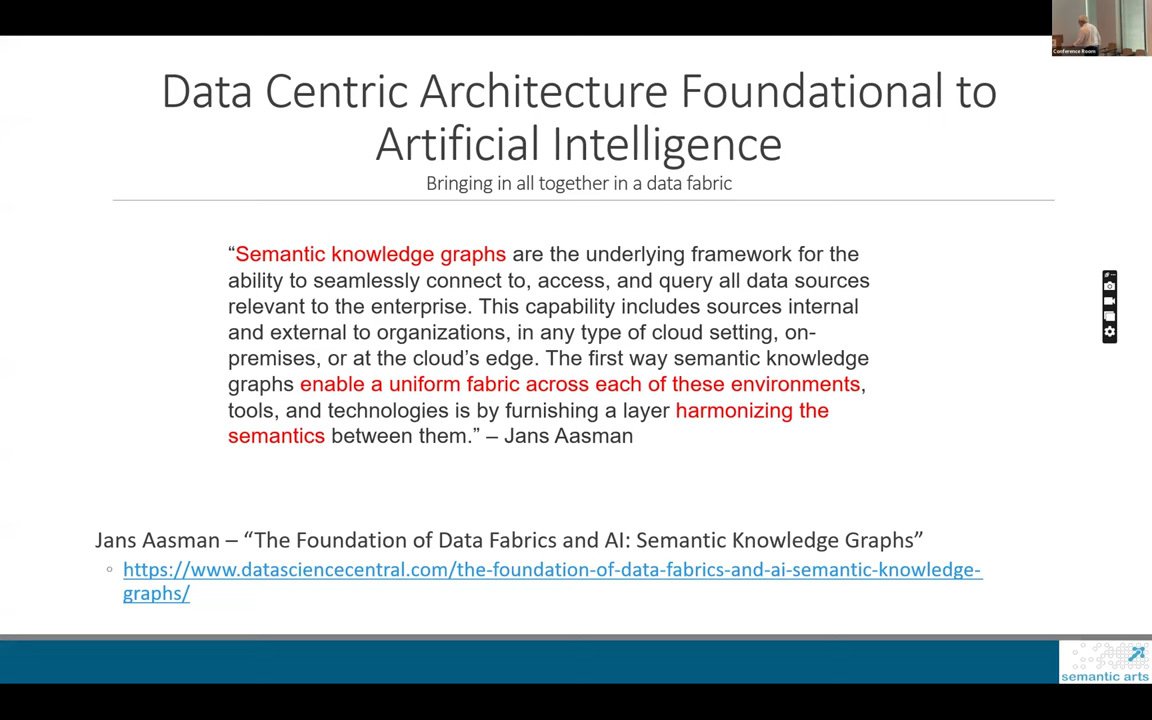 Conference Room
Data Centric Architecture Foundational to
Artificial Intelligence
Bringing in all together in a data fabric
“Semantic knowledge graphs are the underlying framework for the
ability to seamlessly connect to, access, and query all data sources
relevant to the enterprise. This capability includes sources internal
and external to organizations, in any type of cloud setting, on-
premises, or at the cloud’s edge. The first way semantic knowledge
graphs enable a uniform fabric across each of these environments,
tools, and technologies is by furnishing a layer harmonizing the
semantics between them.” – Jans Aasman
Jans Aasman – “The Foundation of Data Fabrics and AI: Semantic Knowledge Graphs”
https://www.datasciencecentral.com/the-foundation-of-data-fabrics-and-ai-semantic-knowledge-
graphs/
semantic arts